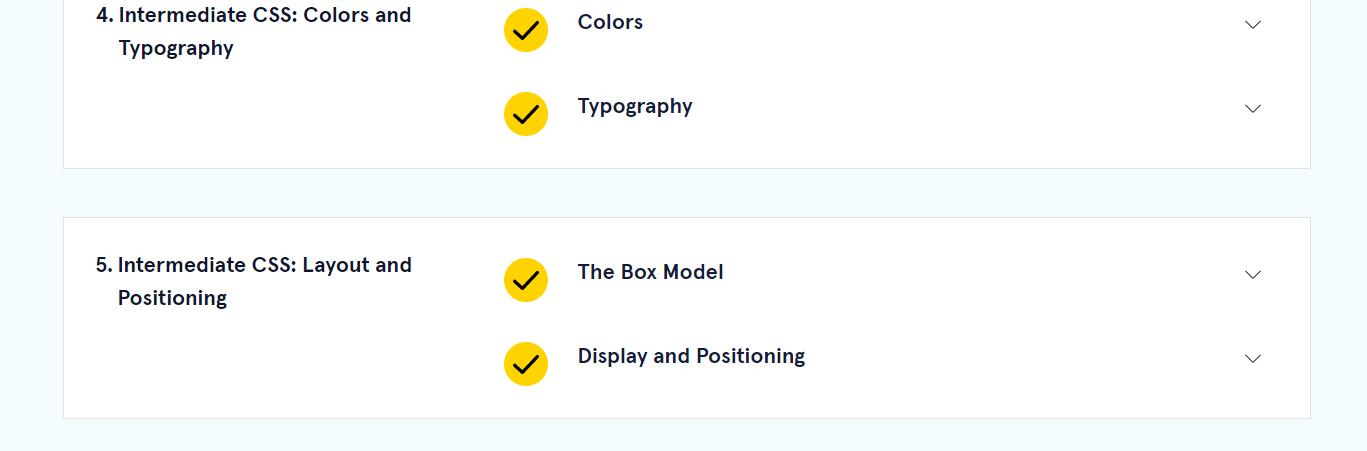 4. Intermediate CSS: Colors and
Typography
Colors
Typography
5. Intermediate CSS: Layout and
Positioning
The Box Model
Display and Positioning